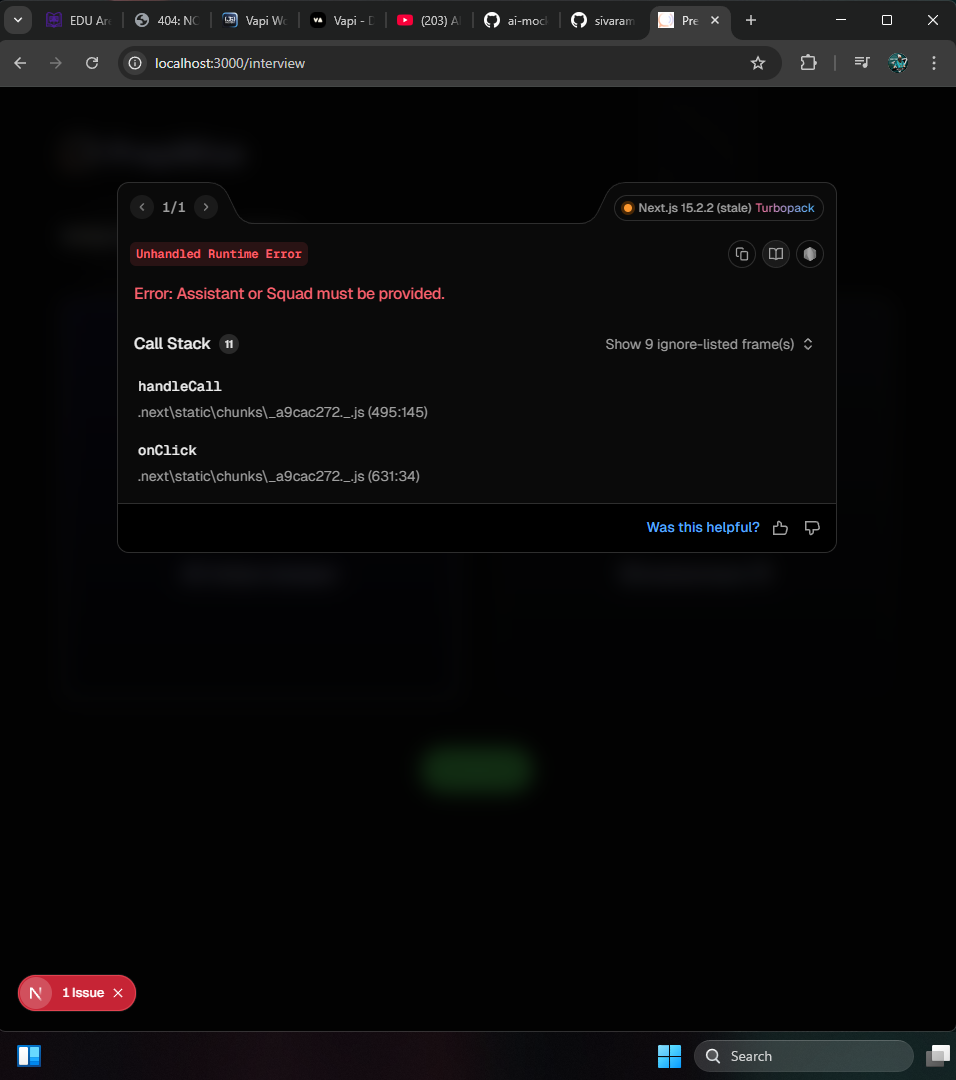 EDU Ar
404: NO
Vapi Wo
Vapi - D
(203) A
ai-mock
sivaram
Pre
localhost:3000/interview
1/1
Next.js 15.2.2 (stale) Turbopack
Unhandled Runtime Error
Error: Assistant or Squad must be provided.
Call Stack 11
Show 9 ignore-listed frame(s)
handleCall
.next\static\chunks\_a9cac272._.js (495:145)
onClick
.next\static\chunks\_a9cac272._.js (631:34)
Was this helpful?
N 1 Issue
Search